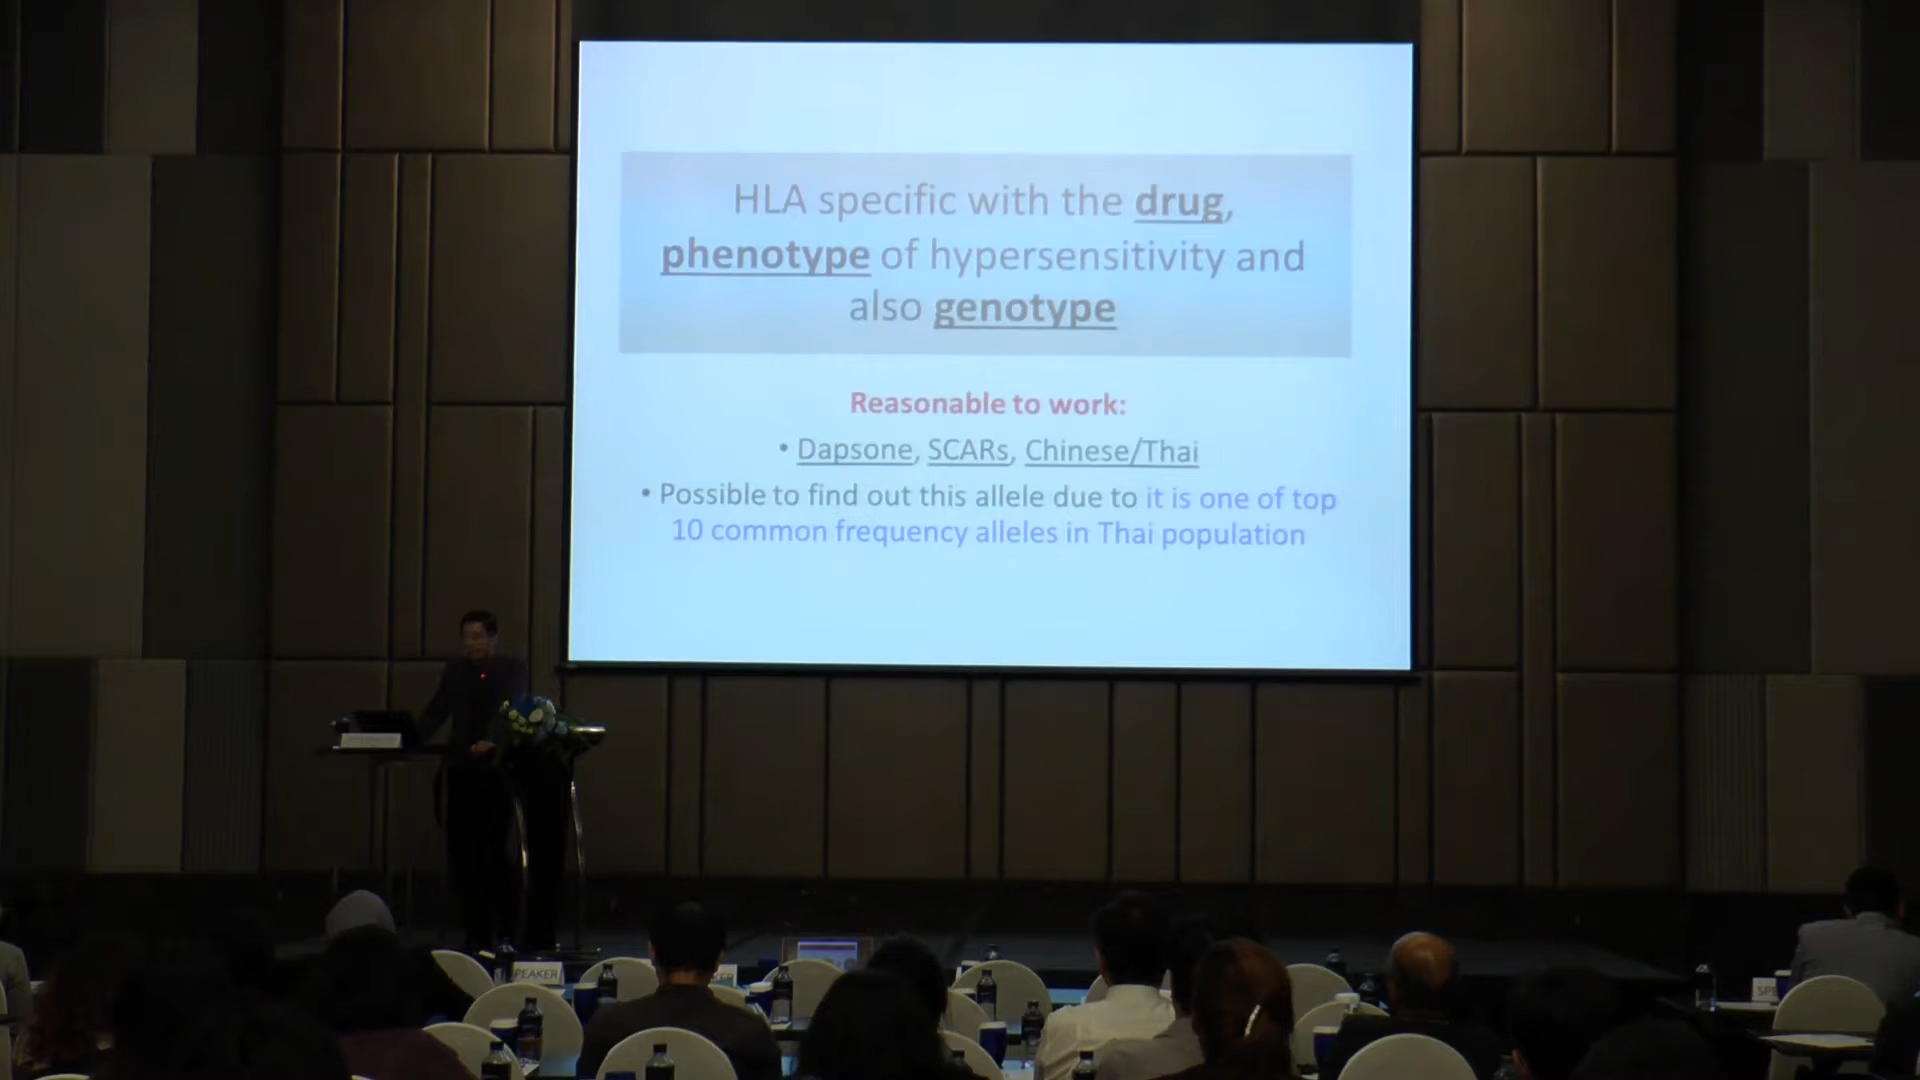 HLA specific with the drug,
phenotype of hypersensitivity and
also genotype
Reasonable to work:
• Dapsone, SCARs, Chinese/Thai
• Possible to find out this allele due to it is one of top
10 common frequency alleles in Thai population
SPEAKER